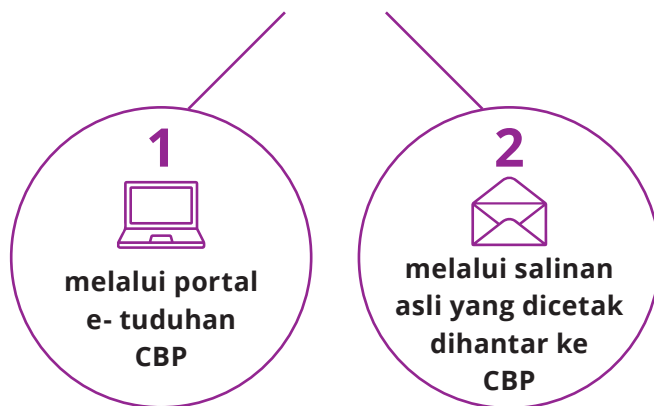 1
melalui portal
e- tuduhan
CBP
2
melalui salinan
asli yang dicetak
dihantar ke
CBP